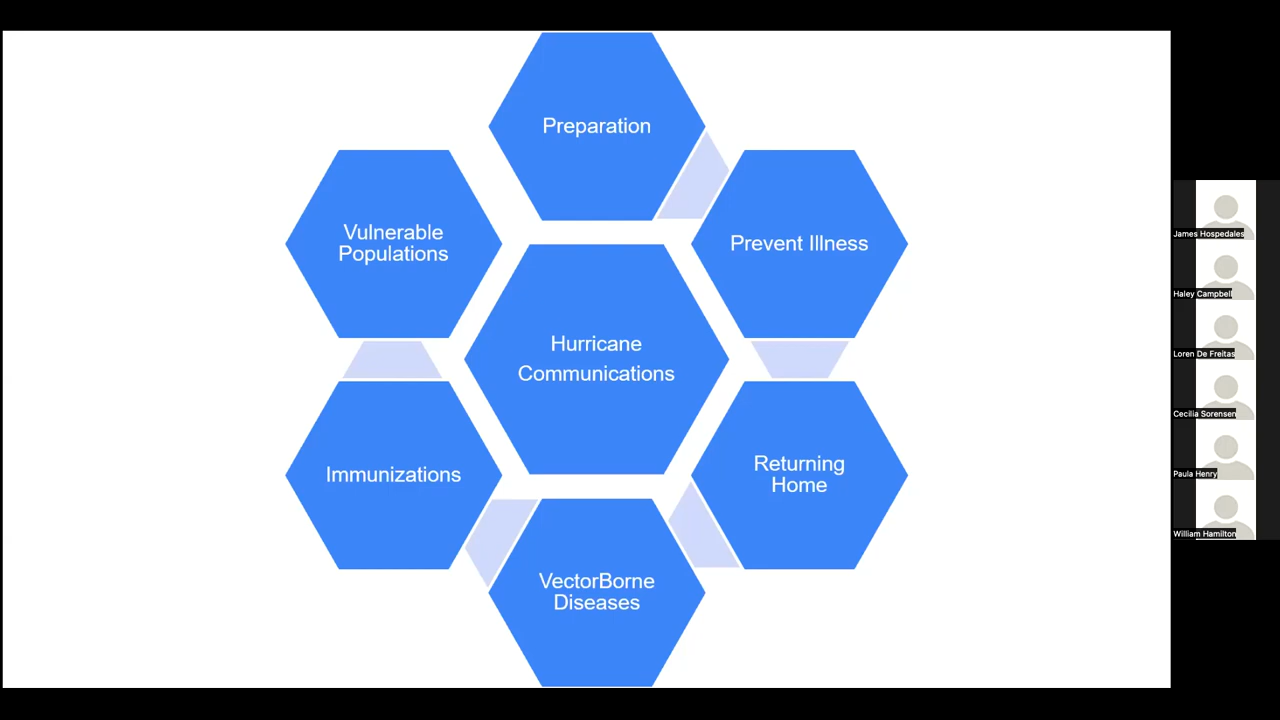 Preparation
Vulnerable
Populations
Prevent Illness
Hurricane
Communications
Immunizations
Returning
Home
VectorBorne
Diseases
James Hospedales
Haley Campbell
Loren De Freitas
Cecilia Sorensen
Paula Henry
William Hamilton